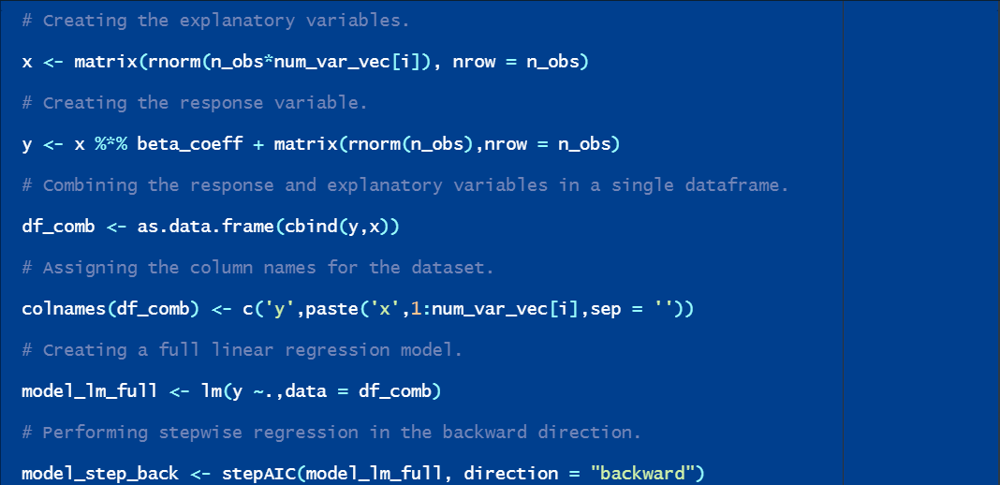 # Creating the explanatory variables.
x <- matrix(rnorm(n_obs*num_var_vec[i]), nrow = n_obs)
# Creating the response variable.
y <- x %*% beta_coeff + matrix(rnorm(n_obs),nrow = n_obs)
# Combining the response and explanatory variables in a single dataframe.
df_comb <- as.data.frame(cbind(y,x))
# Assigning the column names for the dataset.
colnames(df_comb) <- c('y',paste('x',1:num_var_vec[i],sep = ''))
# Creating a full linear regression model.
model_lm_full <- lm(y ~.,data = df_comb)
# Performing stepwise regression in the backward direction.
model_step_back <- stepAIC(model_lm_full, direction = "backward")